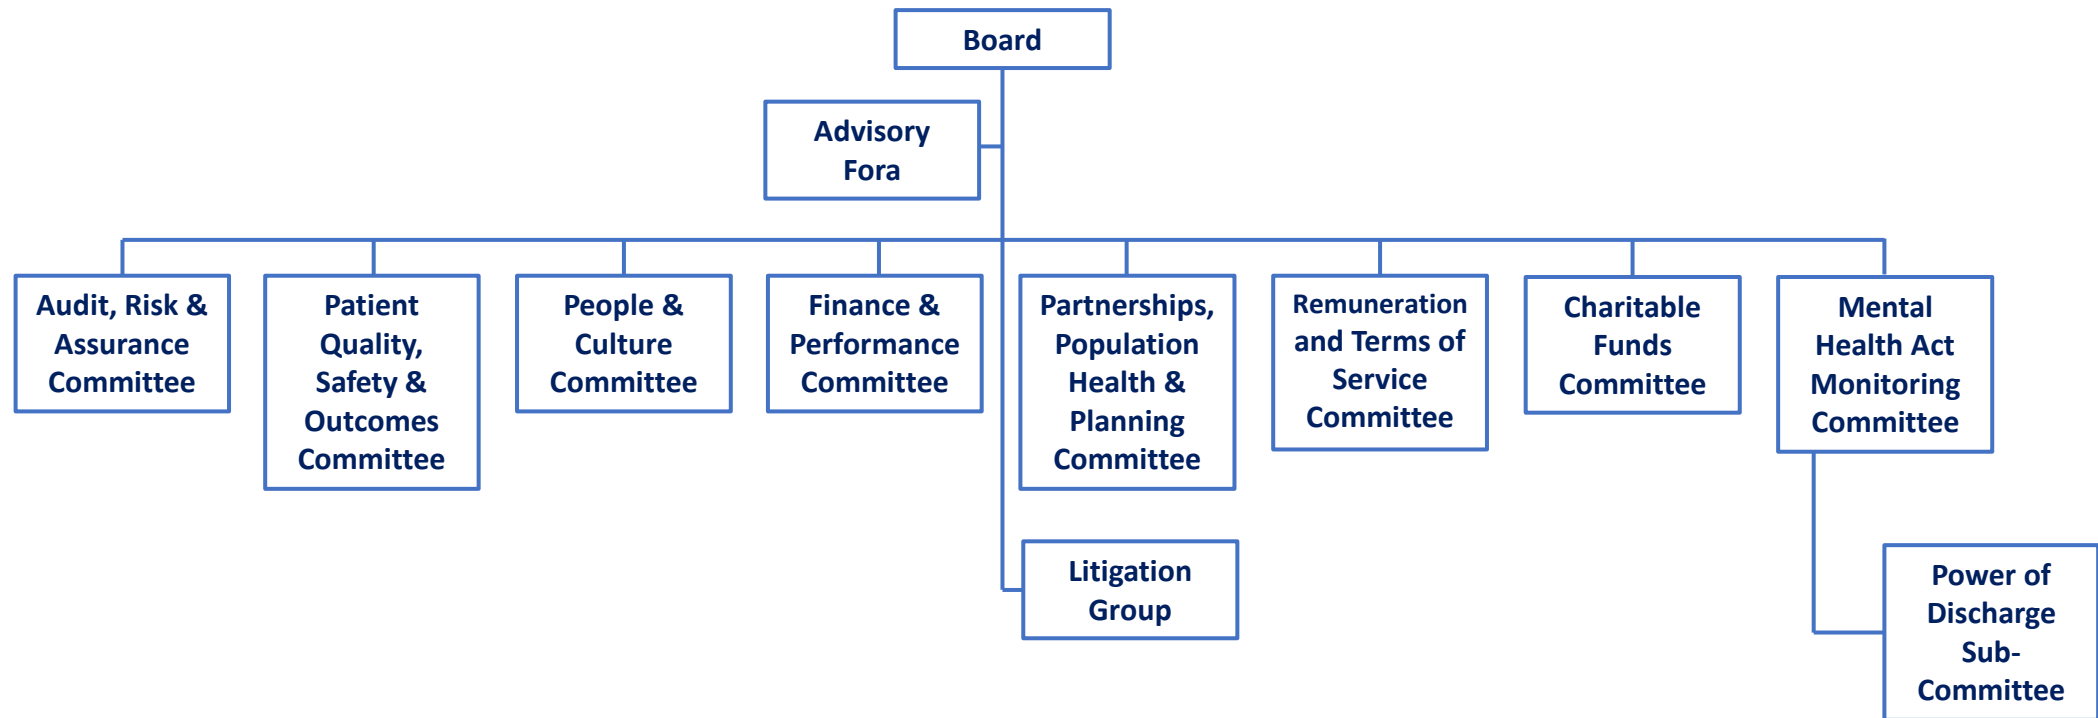 Board
Advisory
Fora
Audit, Risk &
Assurance
Committee
Patient
Quality,
Safety &
Outcomes
Committee
People &
Culture
Committee
Finance &
Performance
Committee
Partnerships,
Population
Health &
Planning
Committee
Remuneration
and Terms of
Service
Committee
Charitable
Funds
Committee
Mental
Health Act
Monitoring
Committee
Litigation
Group
Power of
Discharge
Sub-
Committee